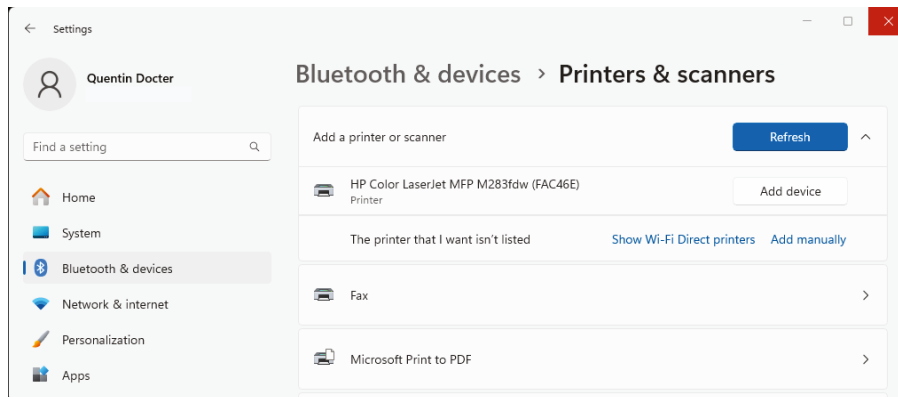 Settings
Quentin Docter
Find a setting
Home
System
Bluetooth & devices
Network & internet
Personalization
Apps
Bluetooth & devices > Printers & scanners
Add a printer or scanner
Refresh
HP Color LaserJet MFP M283fdw (FAC46E)
Printer
Add device
The printer that I want isn't listed
Show Wi-Fi Direct printers
Add manually
Fax
Microsoft Print to PDF